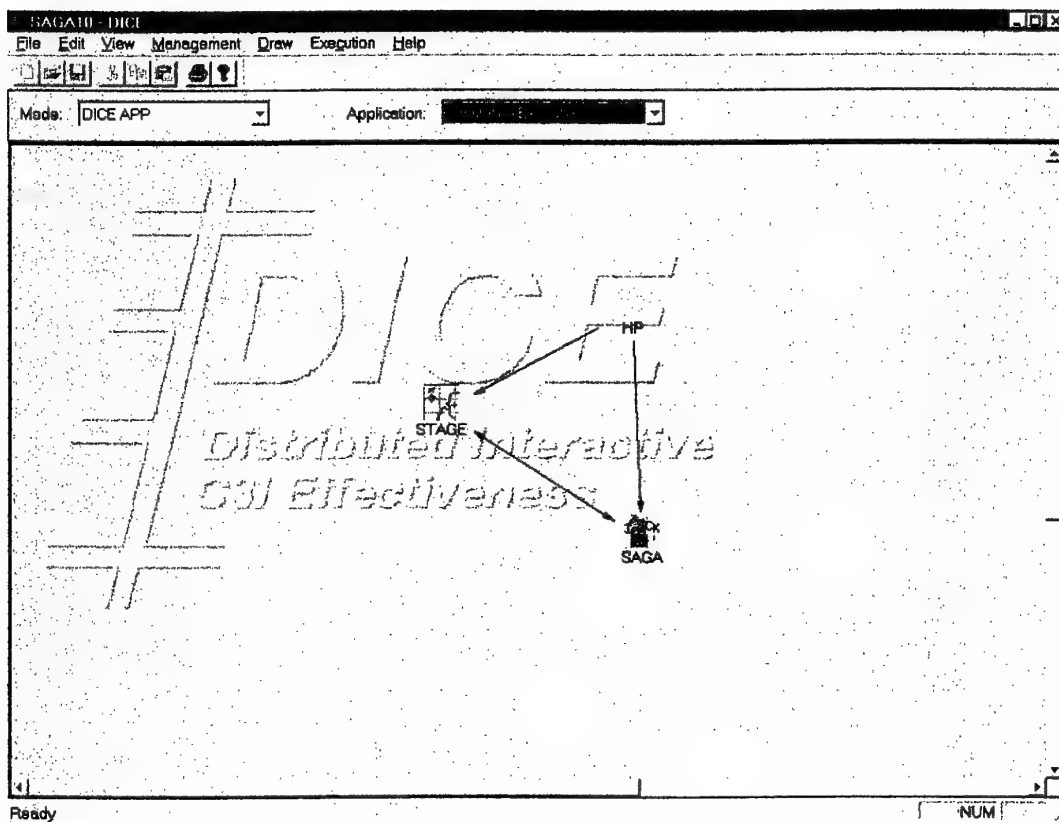 SAGA10 - DICE
File Edit View Management Draw Execution Help
Mode: DICE APP Application:
DICE
HP
STAGE
Distributed Interactive
C3I Effectiveness
SAGA
Ready NUM